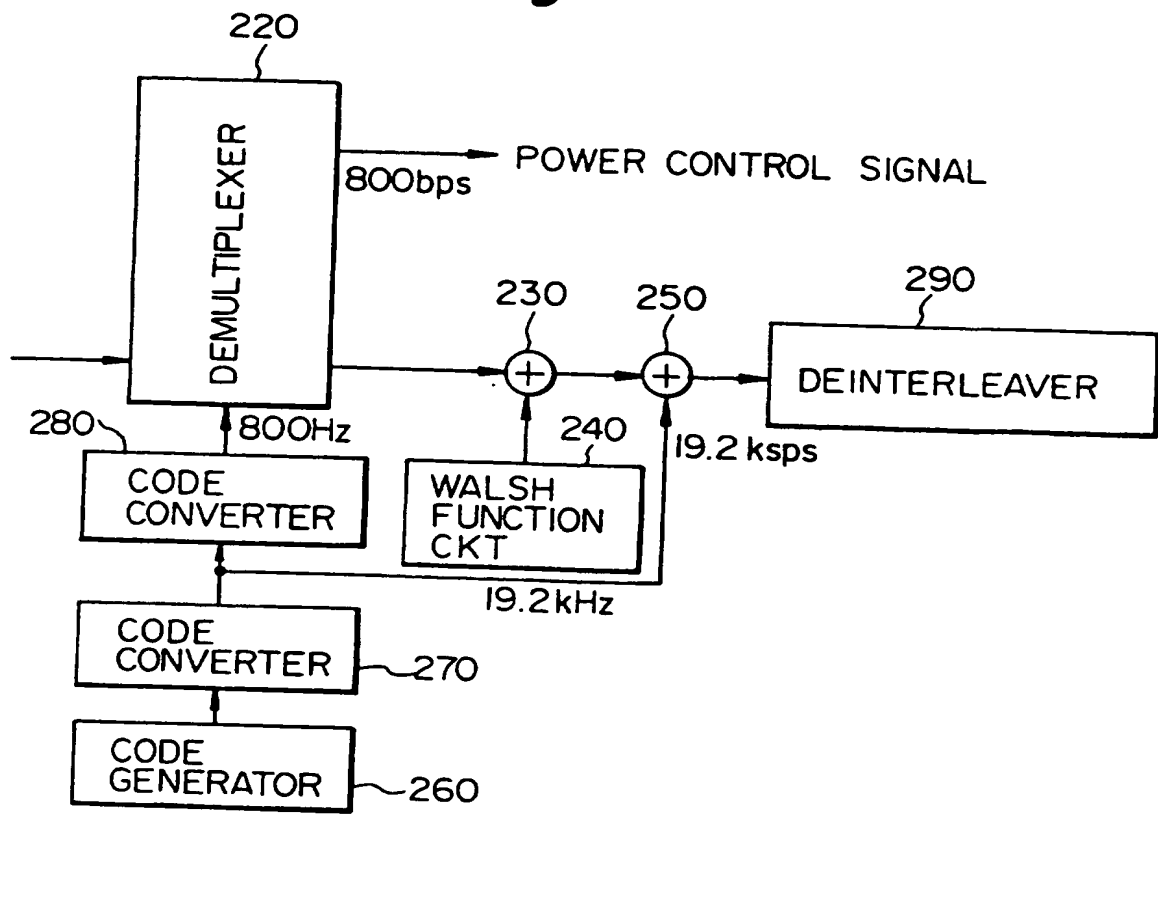 220
DEMULTIPLEXER
POWER CONTROL SIGNAL
800bps
230
250
290
DEINTERLEAVER
280
800Hz
240
19.2 ksps
CODE
CONVERTER
WALSH
FUNCTION
CKT
19.2kHz
CODE
CONVERTER
270
CODE
GENERATOR
260